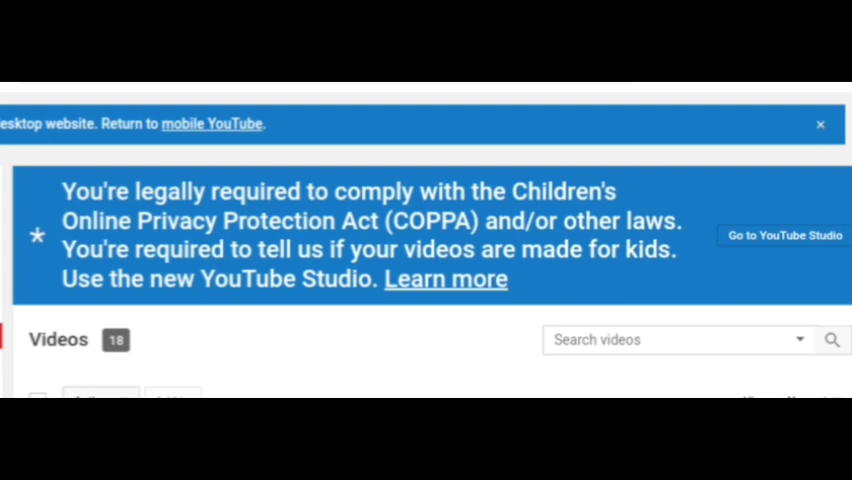 desktop website. Return to mobile YouTube. ×
You're legally required to comply with the Children's
Online Privacy Protection Act (COPPA) and/or other laws.
You're required to tell us if your videos are made for kids.
Use the new YouTube Studio. Learn more
Go to YouTube Studio
Videos 18
Search videos